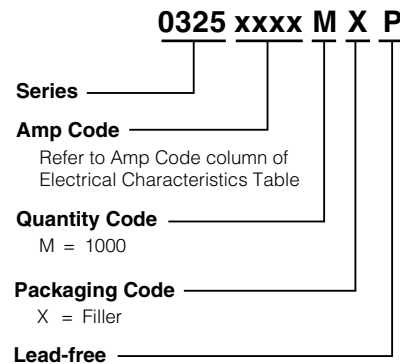 0325 xxxx M X P
Series
Amp Code
Refer to Amp Code column of
Electrical Characteristics Table
Quantity Code
M = 1000
Packaging Code
X = Filler
Lead-free